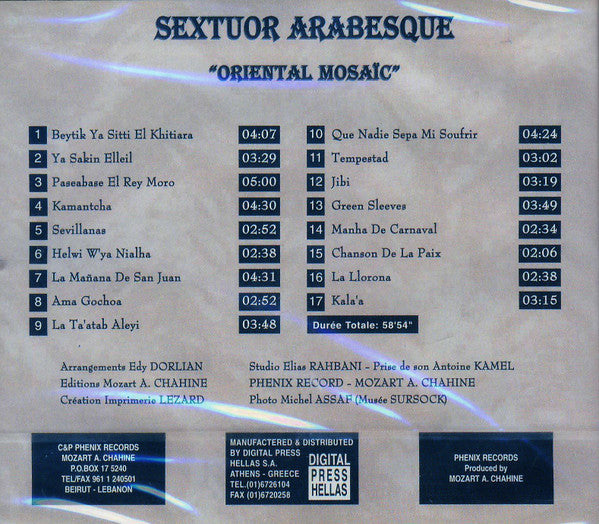 SEXTUOR ARABESQUE
"ORIENTAL MOSAÏC"
1 Beytik Ya Sitti El Khitiara 04:07
2 Ya Sakin Elleil 03:29
3 Paseabase El Rey Moro 05:00
4 Kamantcha 04:30
5 Sevillanas 02:52
6 Helwi W'ya Nialha 02:38
7 La Mañana De San Juan 04:31
8 Ama Gochoa 02:52
9 La Ta'atab Aleyi 03:48
10 Que Nadie Sepa Mi Soufrir 04:24
11 Tempestad 03:02
12 Jibi 03:19
13 Green Sleeves 03:49
14 Manha De Carnaval 02:34
15 Chanson De La Paix 02:06
16 La Llorona 02:38
17 Kala'a 03:15
Durée Totale: 58'54"
Arrangements Edy DORLIAN
Editions Mozart A. CHAHINE
Création Imprimerie LEZARD
Studio Elias RAHBANI - Prise de son Antoine KAMEL
PHENIX RECORD - MOZART A. CHAHINE
Photo Michel ASSAF (Musée SURSOCK)
C&P PHENIX RECORDS
MOZART A. CHAHINE
P.O.BOX 17 5240
TEL/FAX 961 1 240501
BEIRUT - LEBANON
MANUFACTERED & DISTRIBUTED
BY DIGITAL PRESS
HELLAS S.A.
ATHENS - GREECE
TEL.(01)6726104
FAX (01)6720258
DIGITAL
PRESS
HELLAS
PHENIX RECORDS
Produced by
MOZART A. CHAHINE